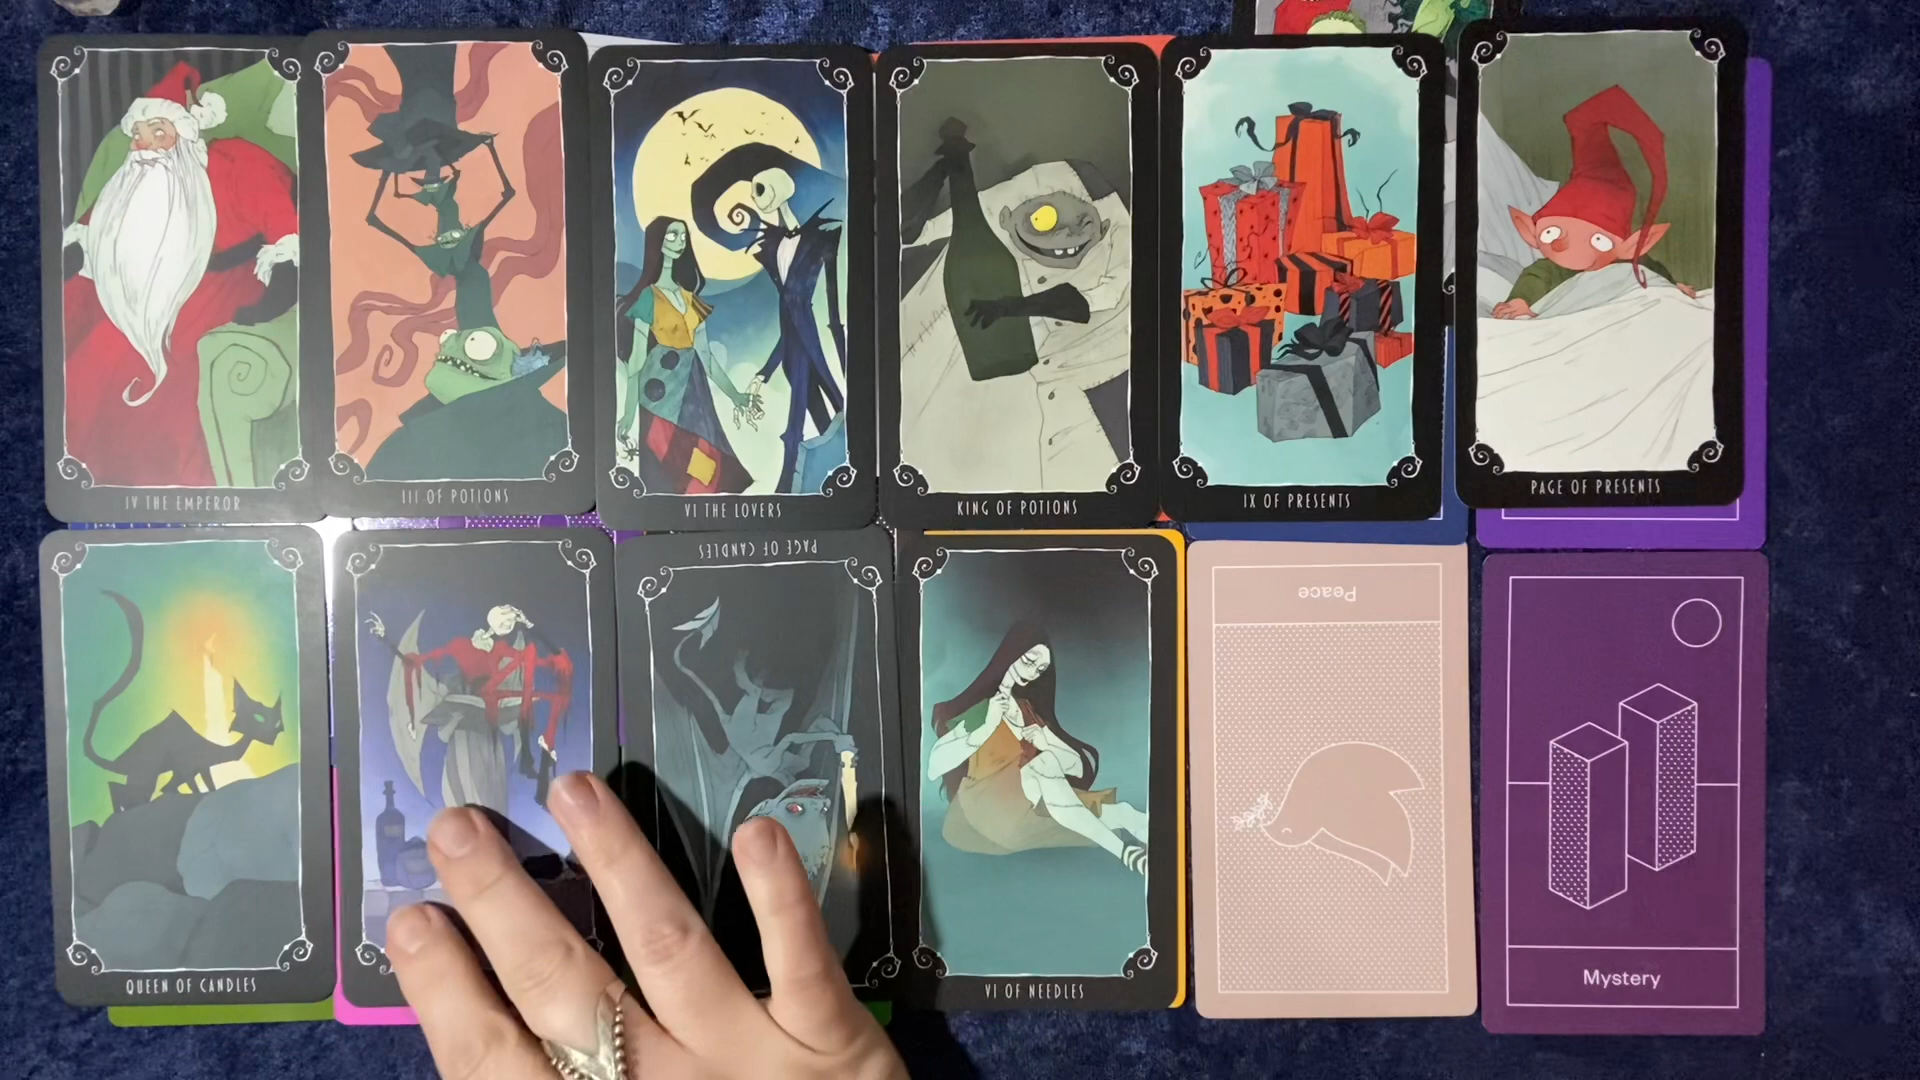 IV THE EMPEROR
III OF POTIONS
VI THE LOVERS
KING OF POTIONS
IX OF PRESENTS
PAGE OF PRESENTS
QUEEN OF CANDLES
PAGE OF CANDLES
VI OF NEEDLES
Peace
Mystery